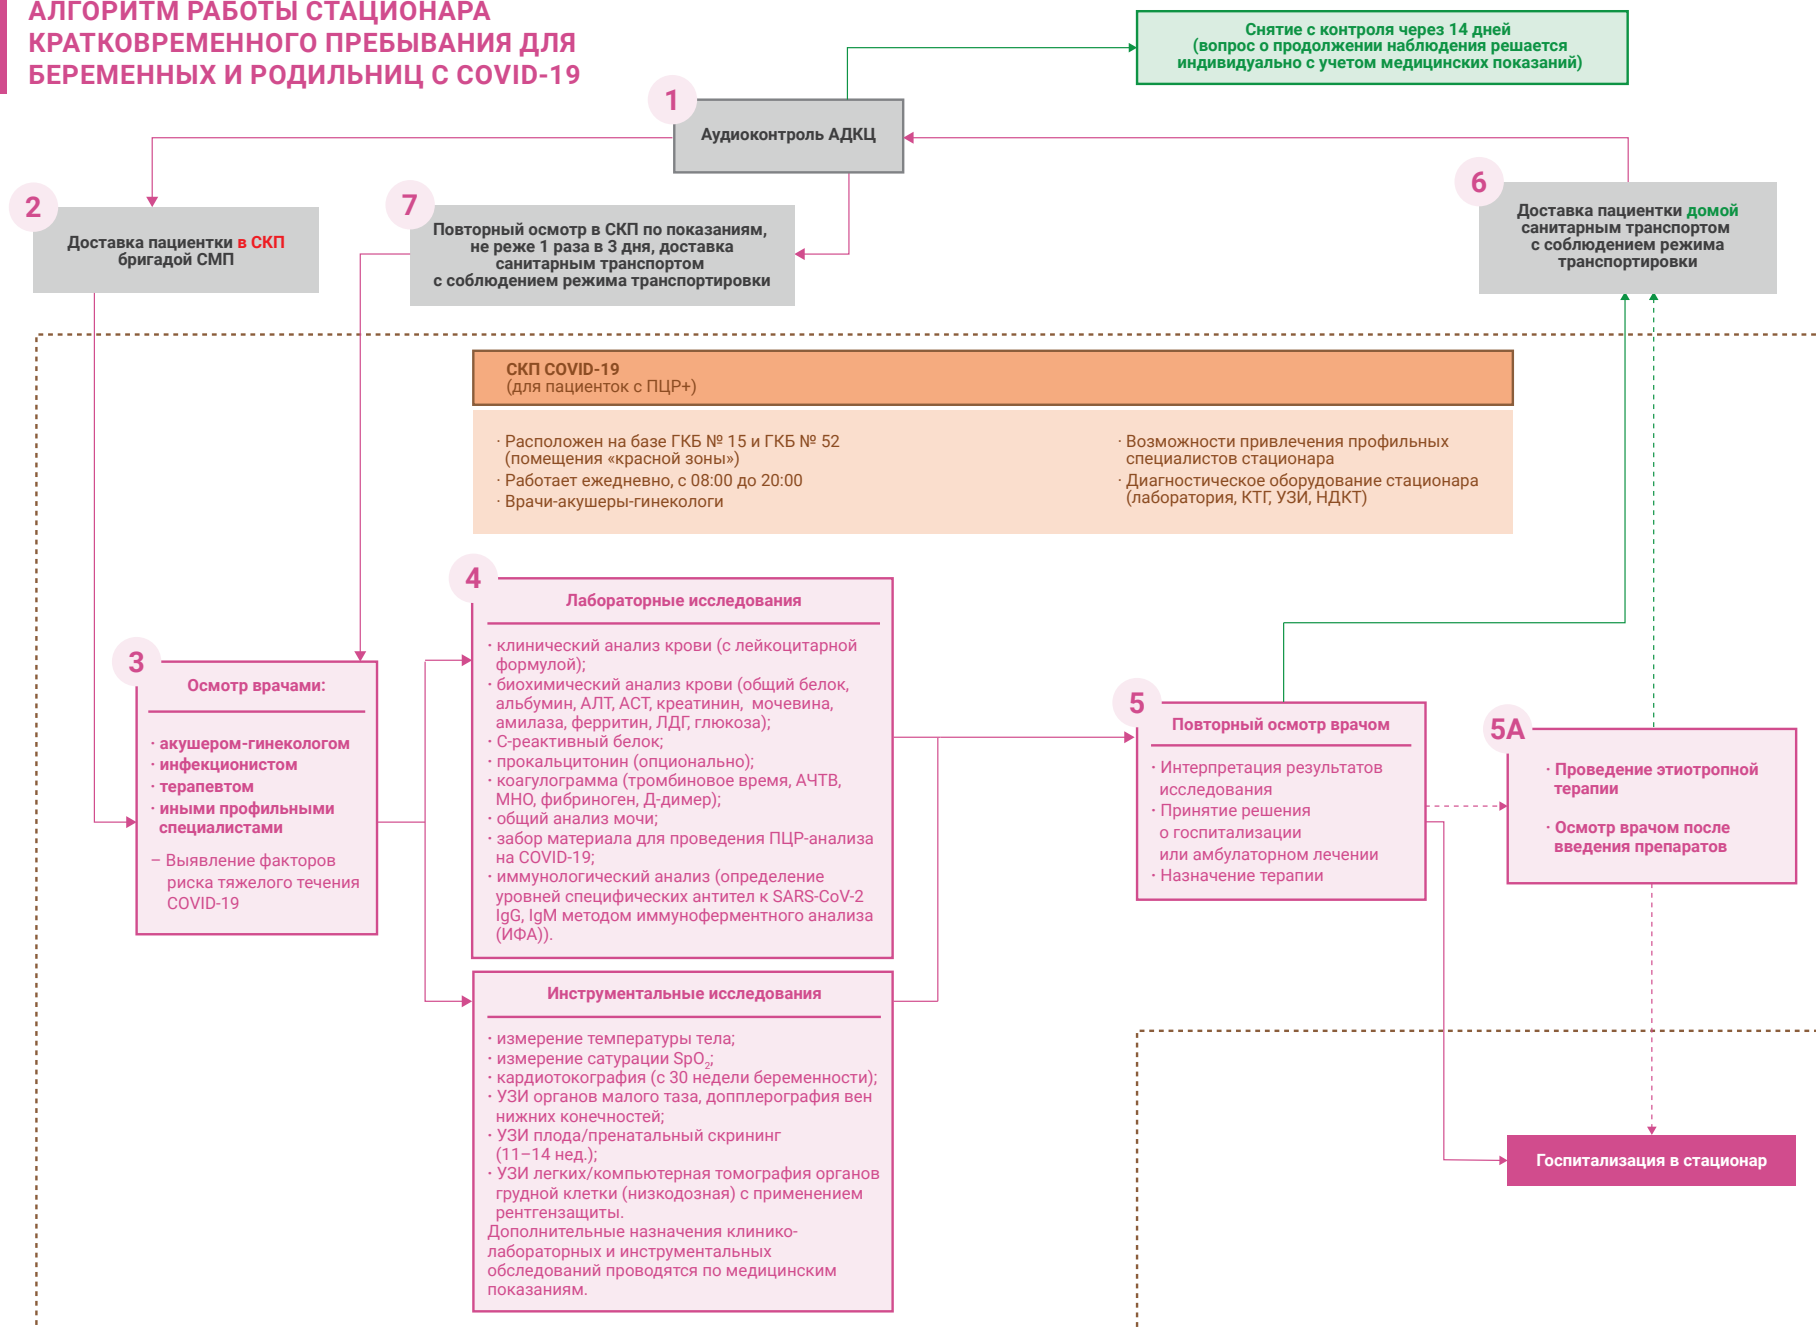 АЛГОРИТМ РАБОТЫ СТАЦИОНАРА
КРАТКОВРЕМЕННОГО ПРЕБЫВАНИЯ ДЛЯ
БЕРЕМЕННЫХ И РОДИЛЬНИЦ С COVID-19
Снятие с контроля через 14 дней
(вопрос о продолжении наблюдения решается
индивидуально с учетом медицинских показаний)
1
Аудиоконтроль АДКЦ
2
Доставка пациентки в СКП
бригадой СМП
7
Повторный осмотр в СКП по показаниям,
не реже 1 раза в 3 дня, доставка
санитарным транспортом
с соблюдением режима транспортировки
6
Доставка пациентки домой
санитарным транспортом
с соблюдением режима
транспортировки
СКП COVID-19
(для пациенток с ПЦР+)
· Расположен на базе ГКБ № 15 и ГКБ № 52
(помещения «красной зоны»)
· Работает ежедневно, с 08:00 до 20:00
· Врачи-акушеры-гинекологи
· Возможности привлечения профильных
специалистов стационара
· Диагностическое оборудование стационара
(лаборатория, КТГ, УЗИ, НДКТ)
3
Осмотр врачами:
· акушером-гинекологом
· инфекционистом
· терапевтом
· иными профильными
специалистами
– Выявление факторов
риска тяжелого течения
COVID-19
4
Лабораторные исследования
· клинический анализ крови (с лейкоцитарной
формулой);
· биохимический анализ крови (общий белок,
альбумин, АЛТ, АСТ, креатинин, мочевина,
амилаза, ферритин, ЛДГ, глюкоза);
· С-реактивный белок;
· прокальцитонин (опционально);
· коагулограмма (тромбиновое время, АЧТВ,
МНО, фибриноген, Д-димер);
· общий анализ мочи;
· забор материала для проведения ПЦР-анализа
на COVID-19;
· иммунологический анализ (определение
уровней специфических антител к SARS-CoV-2
IgG, IgM методом иммуноферментного анализа
(ИФА)).
Инструментальные исследования
· измерение температуры тела;
· измерение сатурации SpO₂;
· кардиотокография (с 30 недели беременности);
· УЗИ органов малого таза, допплерография вен
нижних конечностей;
· УЗИ плода/пренатальный скрининг
(11–14 нед.);
· УЗИ легких/компьютерная томография органов
грудной клетки (низкодозная) с применением
рентгензащиты.
Дополнительные назначения клинико-
лабораторных и инструментальных
обследований проводятся по медицинским
показаниям.
5
Повторный осмотр врачом
· Интерпретация результатов
исследования
· Принятие решения
о госпитализации
или амбулаторном лечении
· Назначение терапии
5А
· Проведение этиотропной
терапии
· Осмотр врачом после
введения препаратов
Госпитализация в стационар